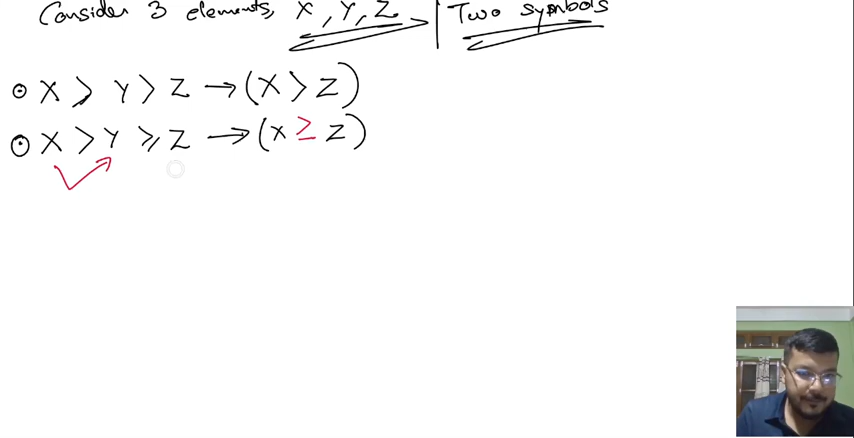 Consider 3 elements, X, Y, Z | Two symbols
⊙ X > Y > Z → (X > Z)
⊙ X > Y ≥ Z → (X ≥ Z)